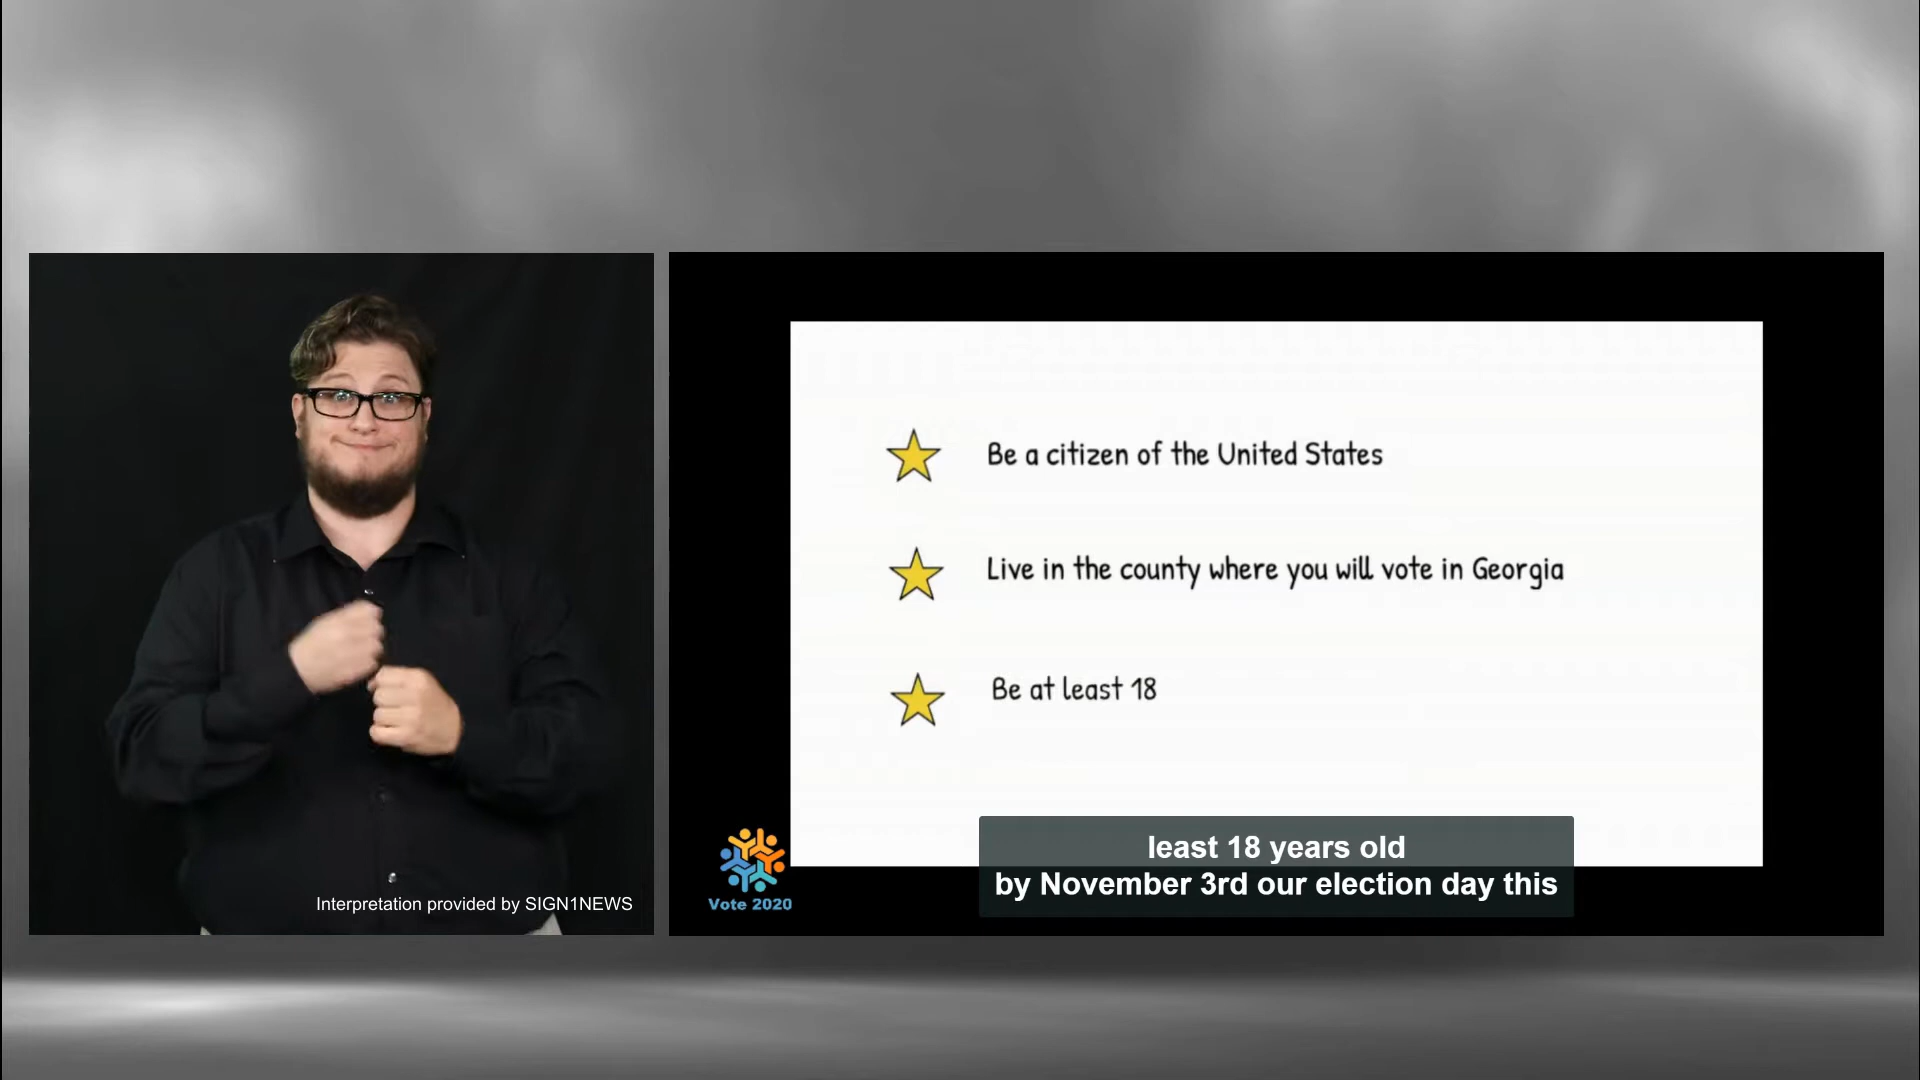 Be a citizen of the United States
Live in the county where you will vote in Georgia
Be at least 18
least 18 years old
by November 3rd our election day this
Interpretation provided by SIGN1NEWS
Vote 2020